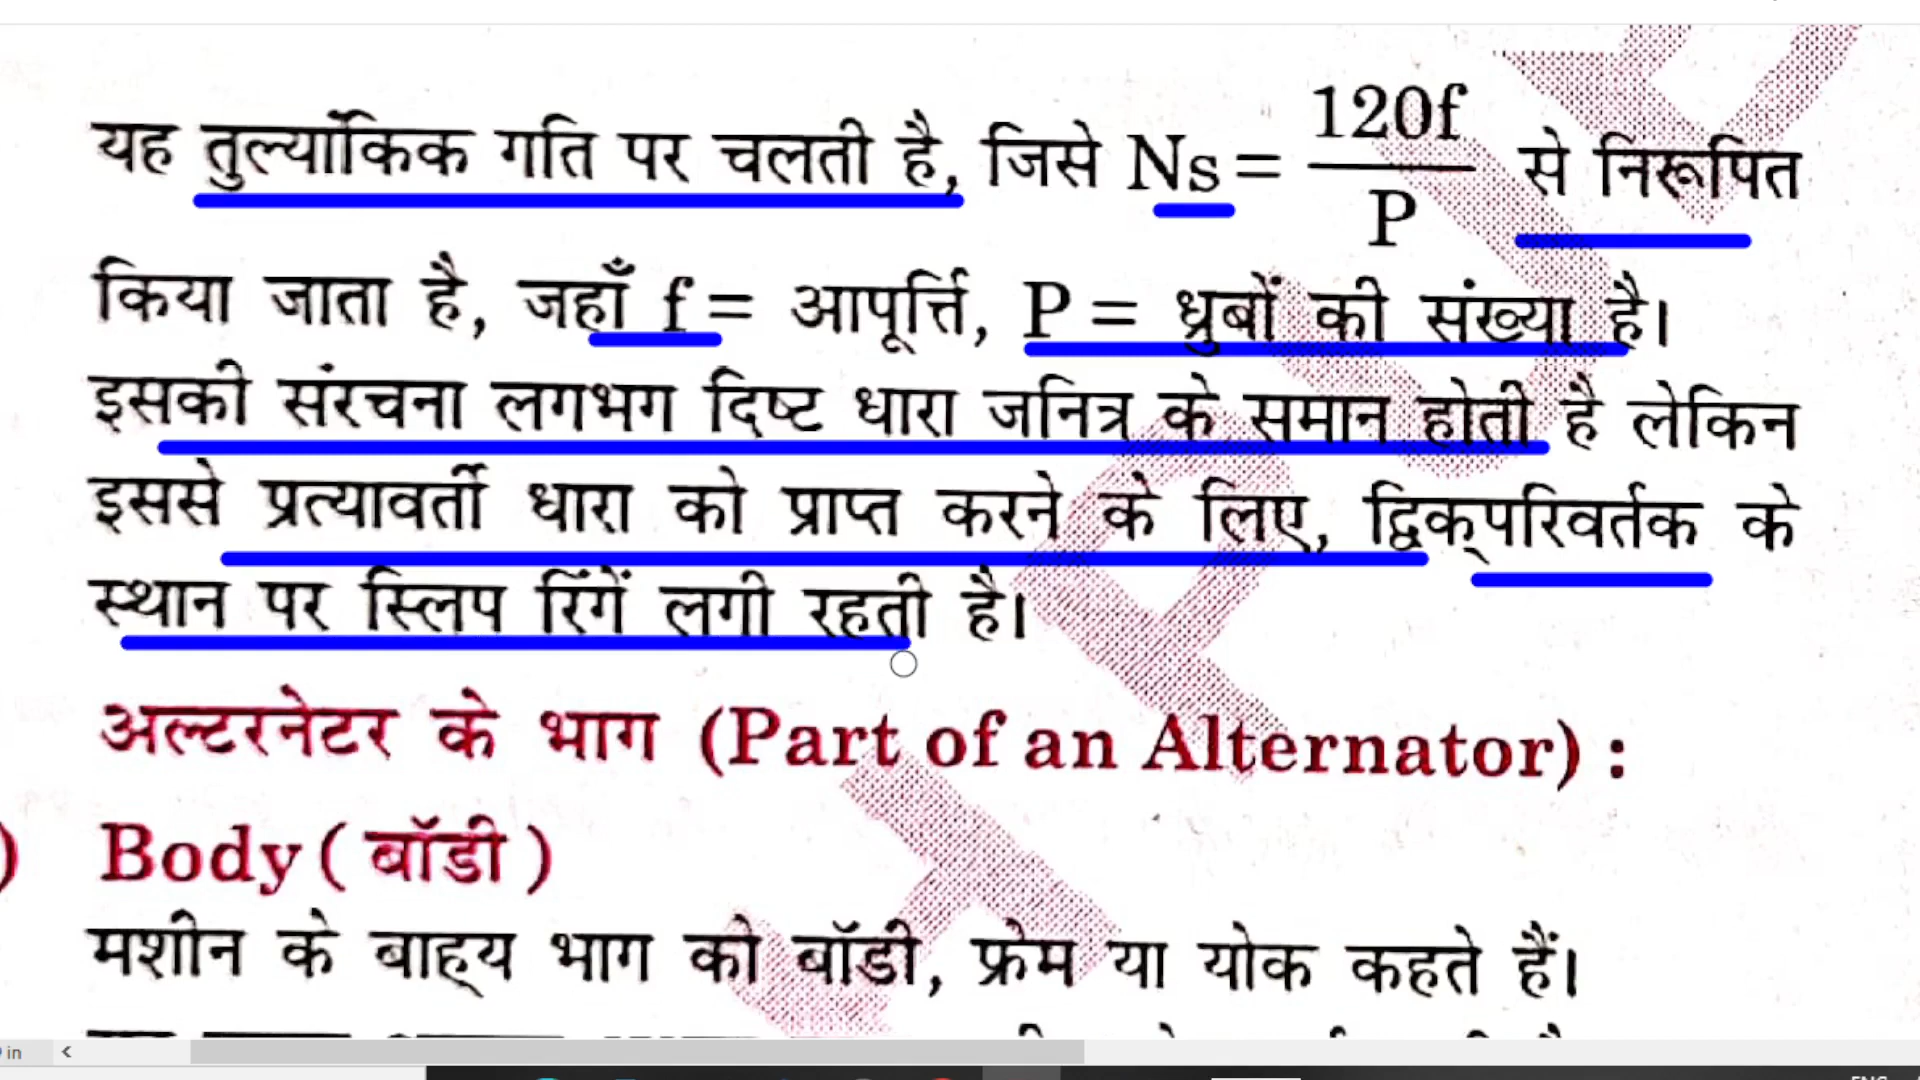 यह तुल्यांकिक गति पर चलती है, जिसे Ns = 120f / P से निरूपित
किया जाता है, जहाँ f = आपूर्त्ति, P = ध्रुबों की संख्या है।
इसकी संरचना लगभग दिष्ट धारा जनित्र के समान होती है लेकिन
इससे प्रत्यावर्ती धारा को प्राप्त करने के लिए, द्विक्परिवर्तक के
स्थान पर स्लिप रिंगें लगी रहती है।
अल्टरनेटर के भाग (Part of an Alternator) :
) Body ( बॉडी )
मशीन के बाह्य भाग को बॉडी, फ्रेम या योक कहते हैं।
in